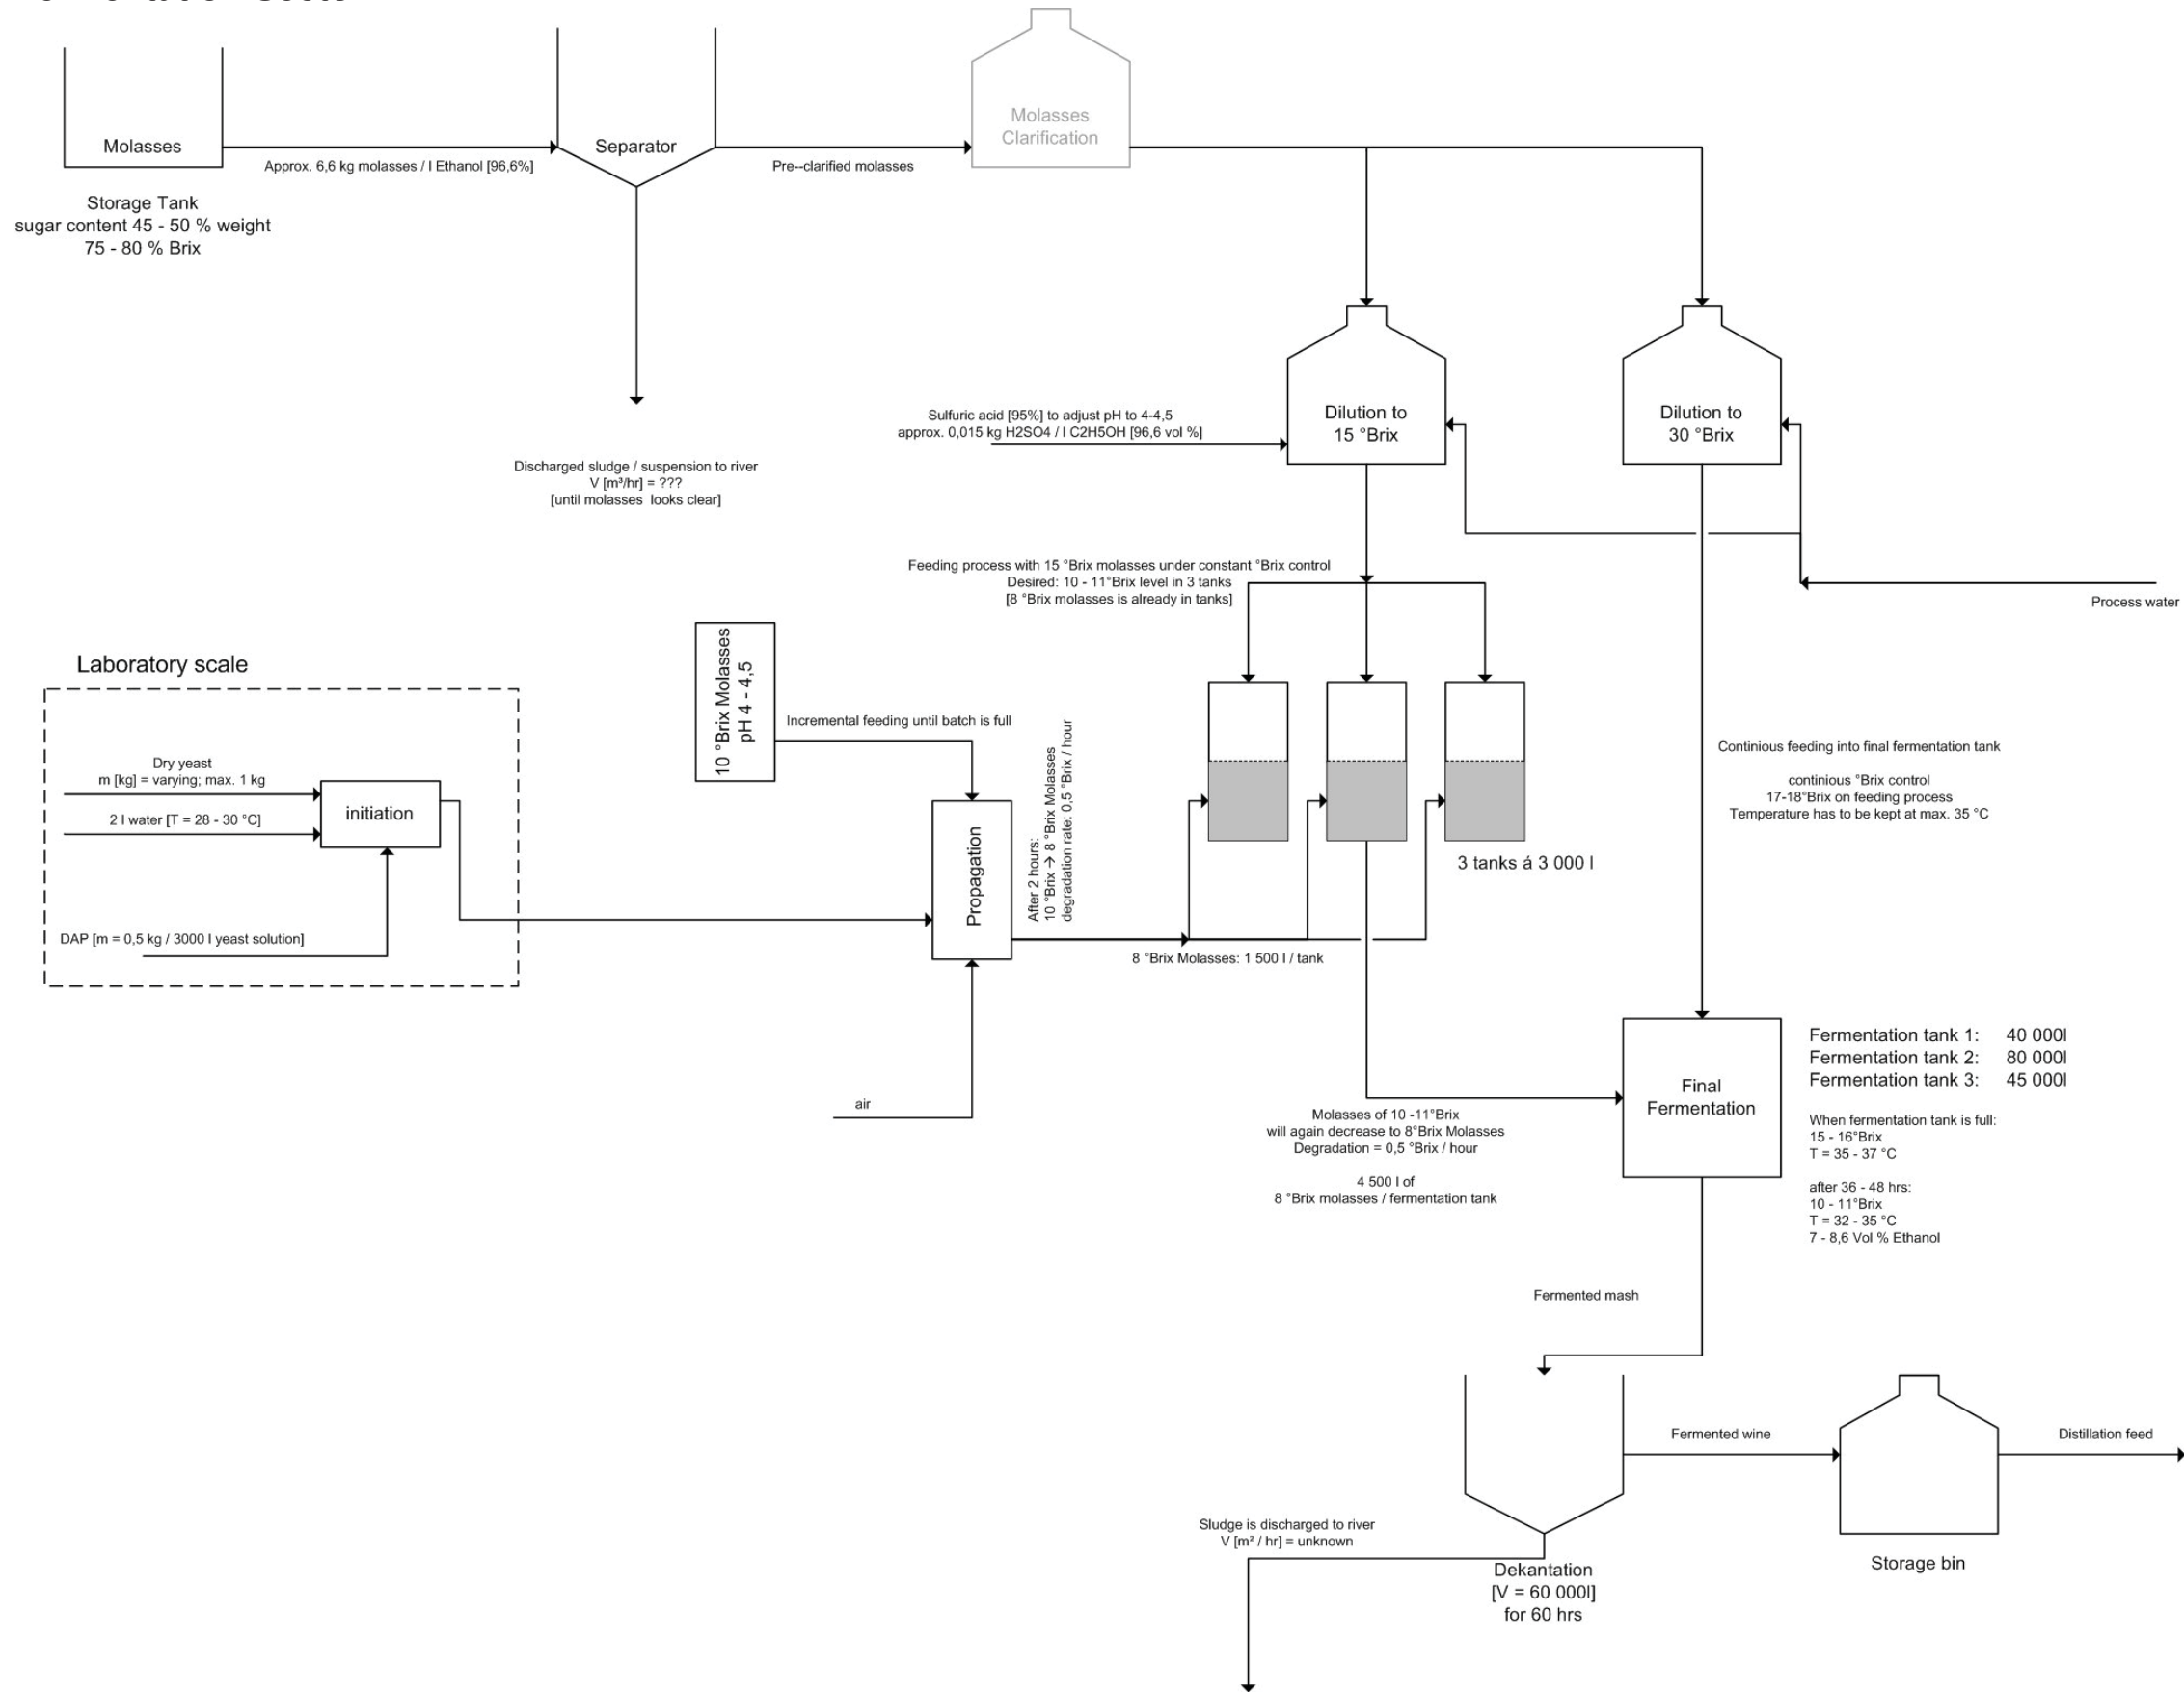 Molasses
Storage Tank
sugar content 45 - 50 % weight
75 - 80 % Brix
Approx. 6,6 kg molasses / l Ethanol [96,6%]
Separator
Pre--clarified molasses
Molasses
Clarification
Discharged sludge / suspension to river
V [m³/hr] = ???
[until molasses looks clear]
Sulfuric acid [95%] to adjust pH to 4-4,5
approx. 0,015 kg H2SO4 / l C2H5OH [96,6 vol %]
Dilution to
15 °Brix
Dilution to
30 °Brix
Process water
Feeding process with 15 °Brix molasses under constant °Brix control
Desired: 10 - 11°Brix level in 3 tanks
[8 °Brix molasses is already in tanks]
Laboratory scale
Dry yeast
m [kg] = varying; max. 1 kg
2 l water [T = 28 - 30 °C]
initiation
DAP [m = 0,5 kg / 3000 l yeast solution]
10 °Brix Molasses
pH 4 - 4,5
Incremental feeding until batch is full
Propagation
After 2 hours:
10 °Brix → 8 °Brix Molasses
degradation rate: 0,5 °Brix / hour
air
8 °Brix Molasses: 1 500 l / tank
3 tanks á 3 000 l
Continious feeding into final fermentation tank
continious °Brix control
17-18°Brix on feeding process
Temperature has to be kept at max. 35 °C
Molasses of 10 -11°Brix
will again decrease to 8°Brix Molasses
Degradation = 0,5 °Brix / hour
4 500 l of
8 °Brix molasses / fermentation tank
Final
Fermentation
Fermentation tank 1: 40 000l
Fermentation tank 2: 80 000l
Fermentation tank 3: 45 000l
When fermentation tank is full:
15 - 16°Brix
T = 35 - 37 °C
after 36 - 48 hrs:
10 - 11°Brix
T = 32 - 35 °C
7 - 8,6 Vol % Ethanol
Fermented mash
Fermented wine
Distillation feed
Sludge is discharged to river
V [m² / hr] = unknown
Dekantation
[V = 60 000l]
for 60 hrs
Storage bin